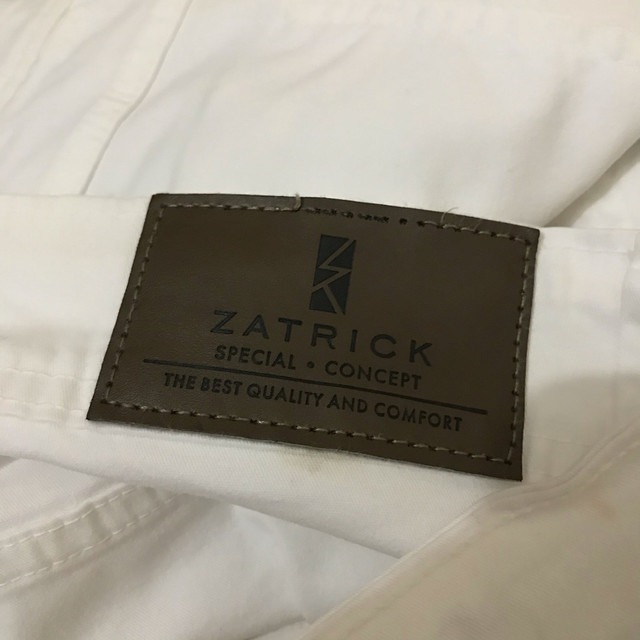 ZATRICK
SPECIAL • CONCEPT
THE BEST QUALITY AND COMFORT